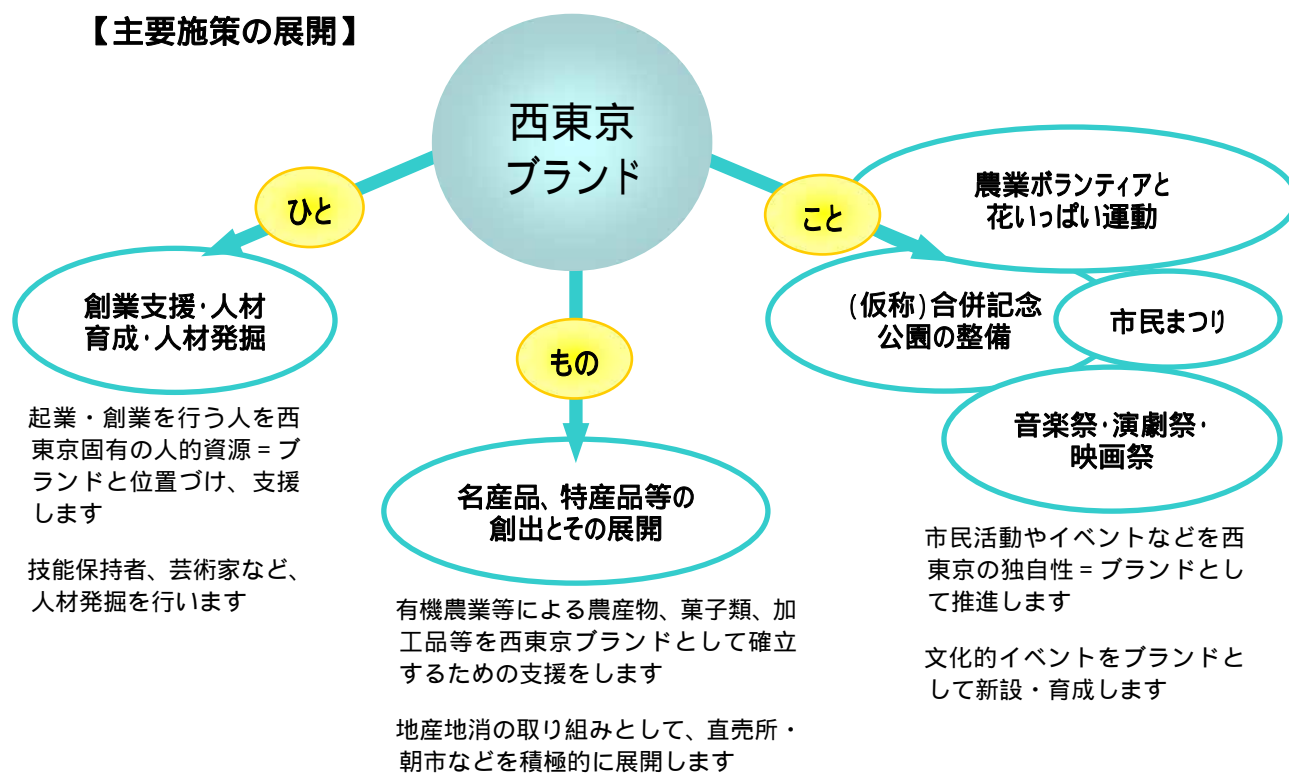 【主要施策の展開】
西東京
ブランド
ひと
創業支援・人材
育成・人材発掘
起業・創業を行う人を西
東京固有の人的資源＝ブ
ランドと位置づけ、支援
します
技能保持者、芸術家など、
人材発掘を行います
もの
名産品、特産品等の
創出とその展開
有機農業等による農産物、菓子類、加
工品等を西東京ブランドとして確立
するための支援をします
地産地消の取り組みとして、直売所・
朝市などを積極的に展開します
こと
農業ボランティアと
花いっぱい運動
(仮称)合併記念
公園の整備
市民まつり
音楽祭・演劇祭・
映画祭
市民活動やイベントなどを西
東京の独自性＝ブランドとし
て推進します
文化的イベントをブランドと
して新設・育成します